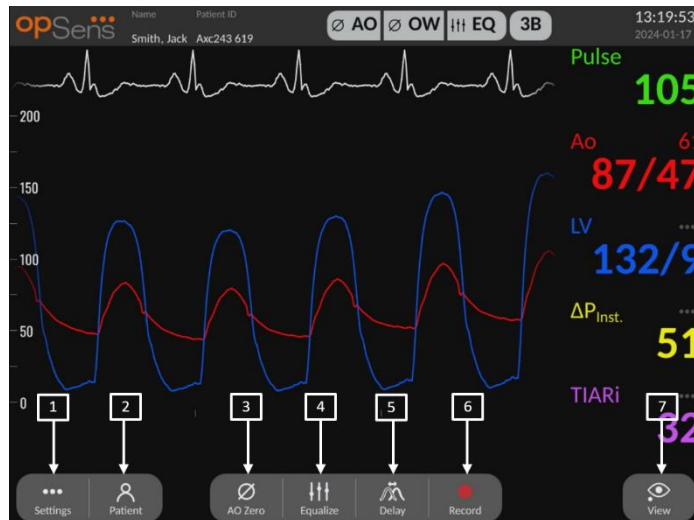 opSens
Name
Patient ID
Smith, Jack
Axc243 619
Ø AO
Ø OW
EQ
3B
13:19:53
2024-01-17
200
150
100
50
0
Pulse
105
Ao
61
87/47
LV
132/9
ΔPInst.
51
TIARi
32
1
2
3
4
5
6
7
Settings
Patient
AO Zero
Equalize
Delay
Record
View